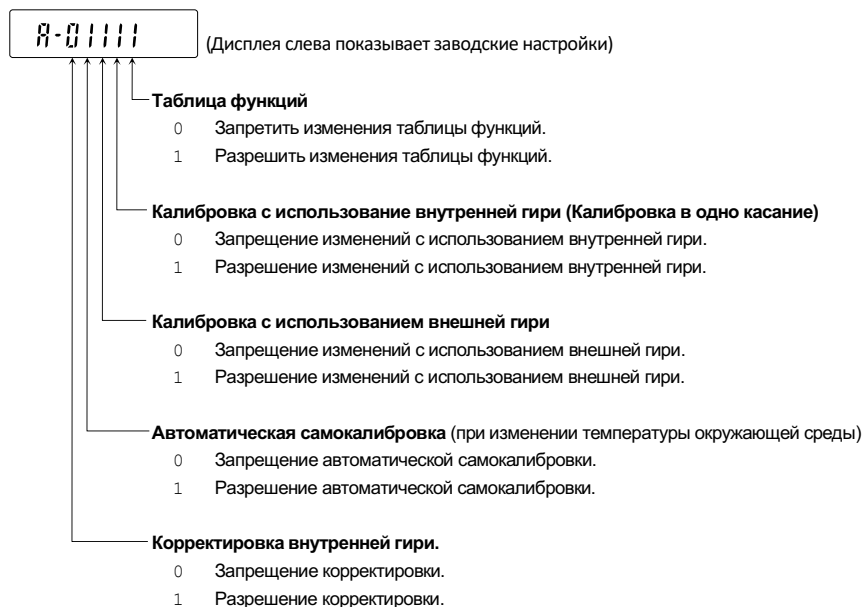 A-01111 (Дисплея слева показывает заводские настройки)
Таблица функций
0 Запретить изменения таблицы функций.
1 Разрешить изменения таблицы функций.
Калибровка с использование внутренней гири (Калибровка в одно касание)
0 Запрещение изменений с использованием внутренней гири.
1 Разрешение изменений с использованием внутренней гири.
Калибровка с использованием внешней гири
0 Запрещение изменений с использованием внешней гири.
1 Разрешение изменений с использованием внешней гири.
Автоматическая самокалибровка (при изменении температуры окружающей среды)
0 Запрещение автоматической самокалибровки.
1 Разрешение автоматической самокалибровки.
Корректировка внутренней гири.
0 Запрещение корректировки.
1 Разрешение корректировки.